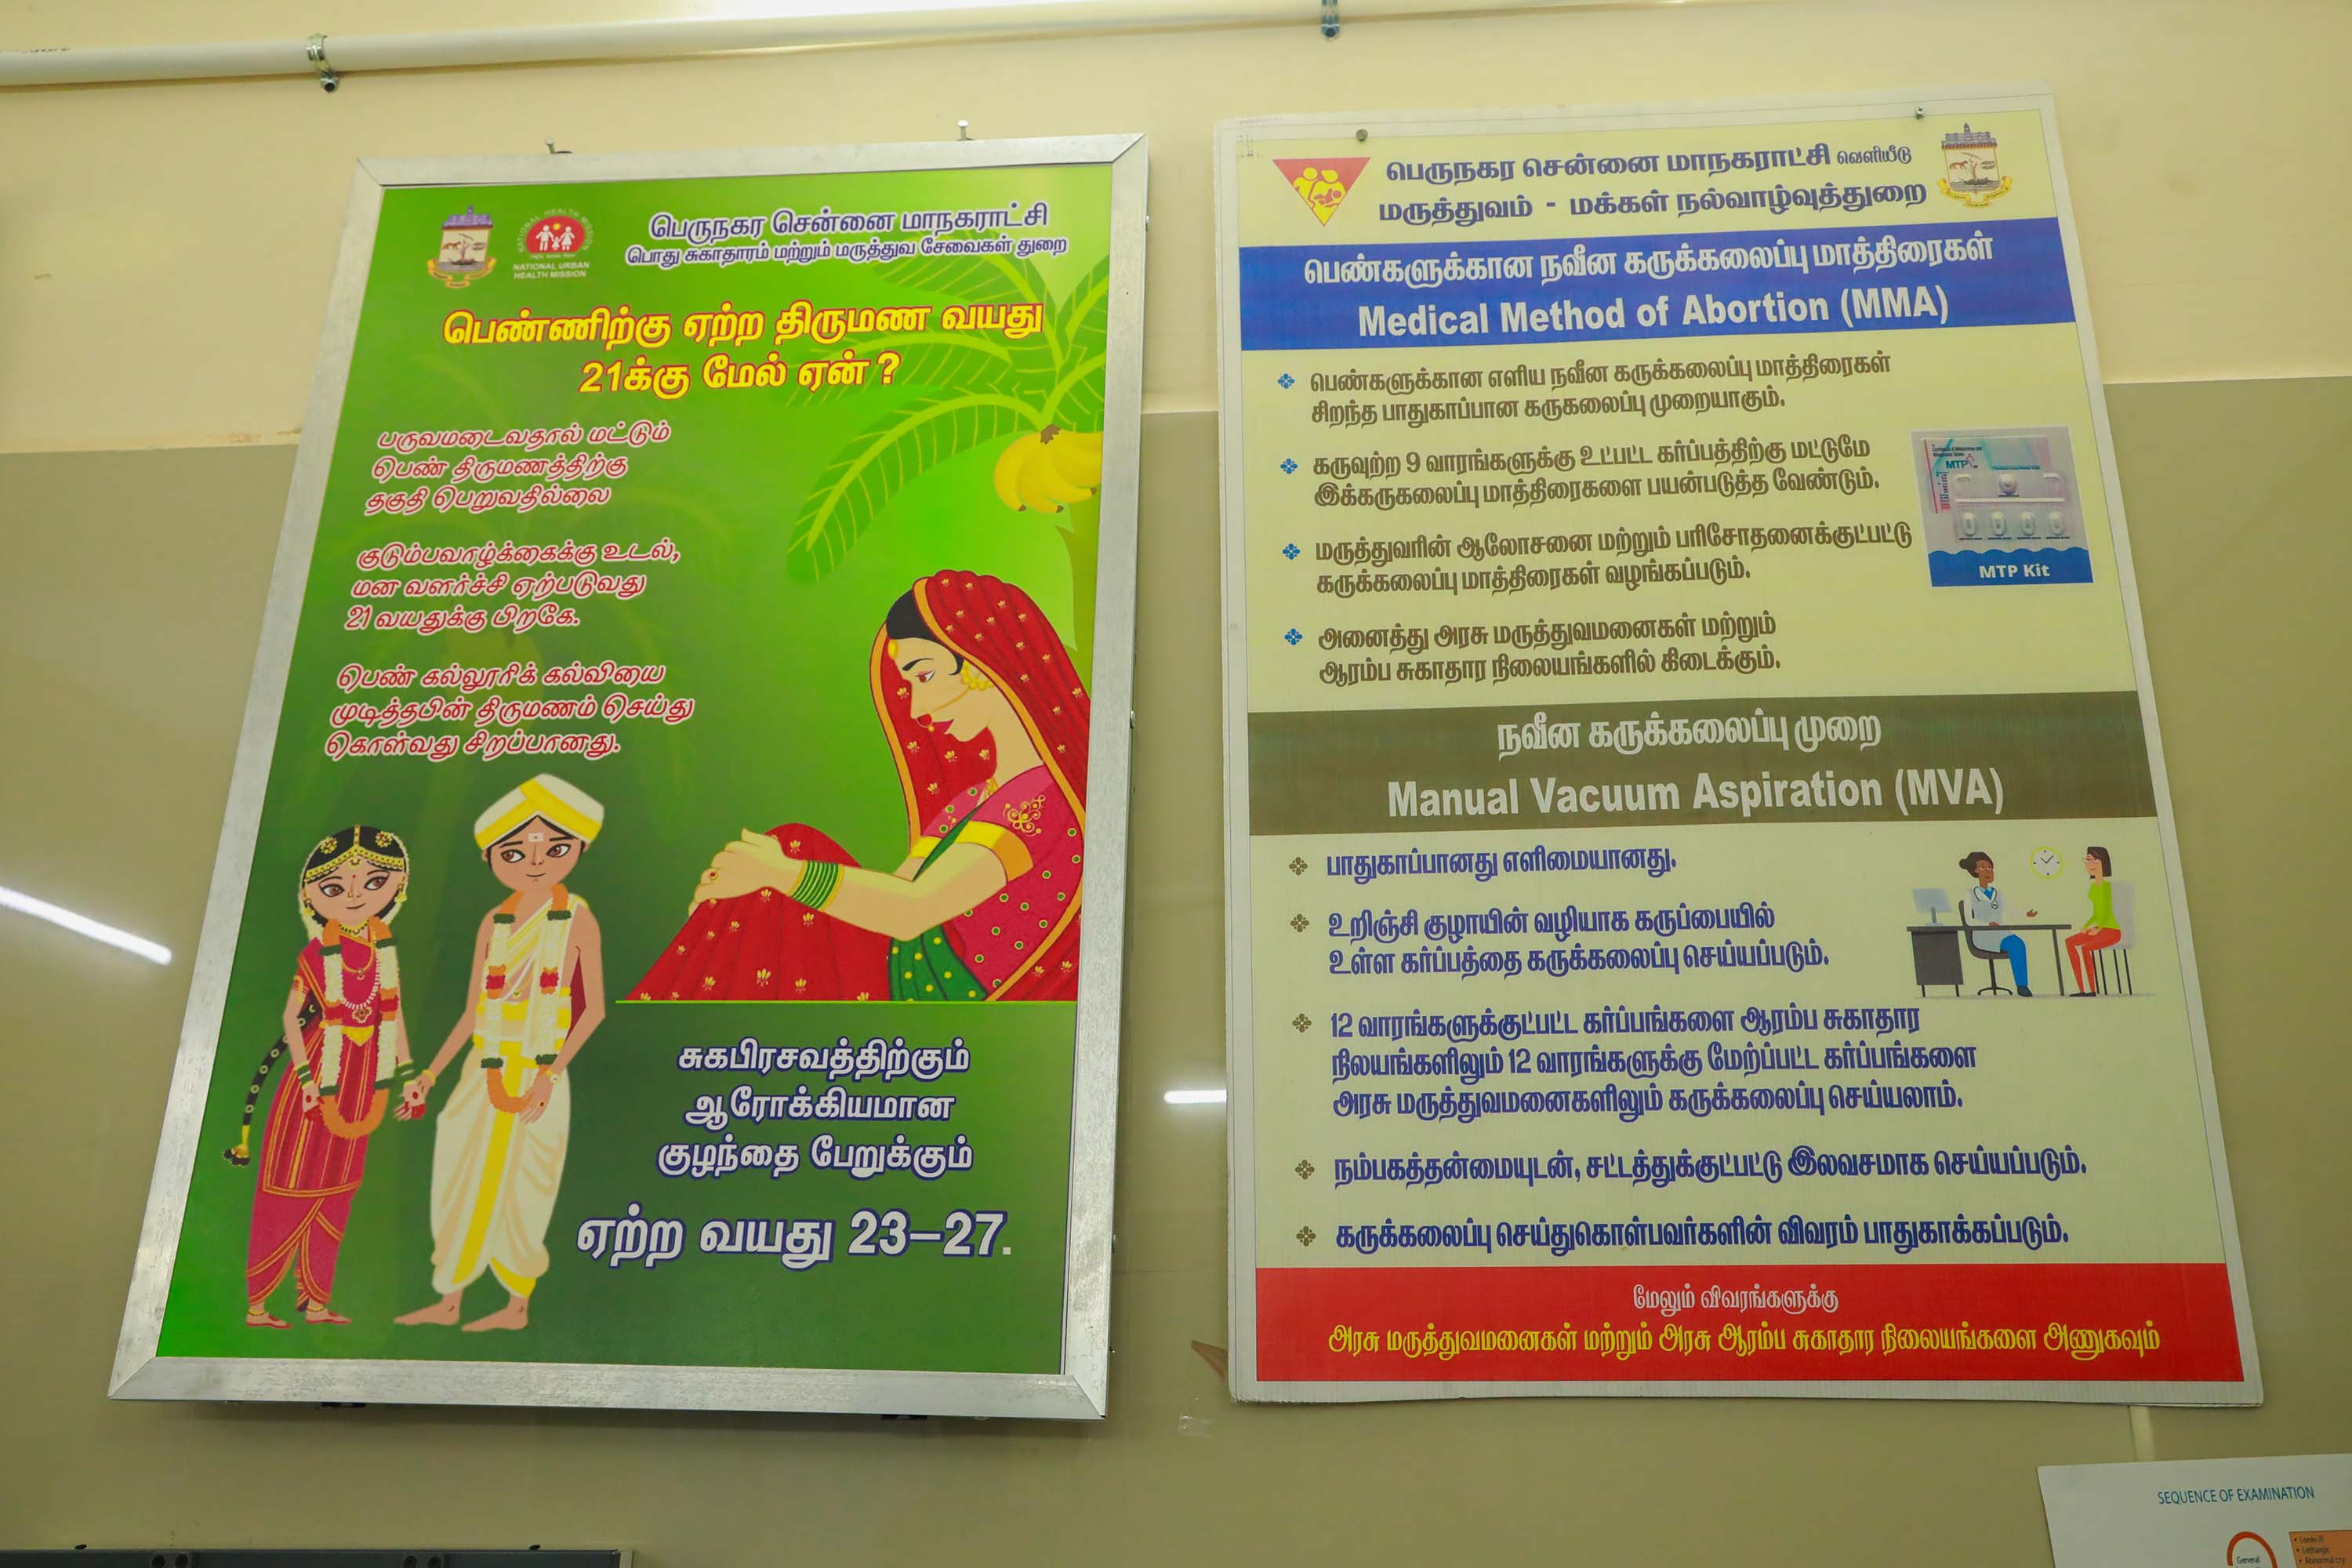 NATIONAL HEALTH MISSION
NATIONAL URBAN
HEALTH MISSION
பெருநகர சென்னை மாநகராட்சி
பொது சுகாதாரம் மற்றும் மருத்துவ சேவைகள் துறை
பெண்ணிற்கு ஏற்ற திருமண வயது
21க்கு மேல் ஏன் ?
பருவமடைவதால் மட்டும்
பெண் திருமணத்திற்கு
தகுதி பெறுவதில்லை
குடும்பவாழ்க்கைக்கு உடல்,
மன வளர்ச்சி ஏற்படுவது
21 வயதுக்கு பிறகே.
பெண் கல்லூரிக் கல்வியை
முடித்தபின் திருமணம் செய்து
கொள்வது சிறப்பானது.
சுகபிரசவத்திற்கும்
ஆரோக்கியமான
குழந்தை பேறுக்கும்
ஏற்ற வயது 23–27.
பெருநகர சென்னை மாநகராட்சி வெளியீடு
மருத்துவம் - மக்கள் நல்வாழ்வுத்துறை
பெண்களுக்கான நவீன கருக்கலைப்பு மாத்திரைகள்
Medical Method of Abortion (MMA)
பெண்களுக்கான எளிய நவீன கருக்கலைப்பு மாத்திரைகள்
சிறந்த பாதுகாப்பான கருகலைப்பு முறையாகும்.
கருவுற்ற 9 வாரங்களுக்கு உட்பட்ட கர்ப்பத்திற்கு மட்டுமே
இக்கருகலைப்பு மாத்திரைகளை பயன்படுத்த வேண்டும்.
மருத்துவரின் ஆலோசனை மற்றும் பரிசோதனைக்குட்பட்டு
கருக்கலைப்பு மாத்திரைகள் வழங்கப்படும்.
அனைத்து அரசு மருத்துவமனைகள் மற்றும்
ஆரம்ப சுகாதார நிலையங்களில் கிடைக்கும்.
MTP
MTP Kit
நவீன கருக்கலைப்பு முறை
Manual Vacuum Aspiration (MVA)
பாதுகாப்பானது எளிமையானது.
உறிஞ்சி குழாயின் வழியாக கருப்பையில்
உள்ள கர்ப்பத்தை கருக்கலைப்பு செய்யப்படும்.
12 வாரங்களுக்குட்பட்ட கர்ப்பங்களை ஆரம்ப சுகாதார
நிலயங்களிலும் 12 வாரங்களுக்கு மேற்ப்பட்ட கர்ப்பங்களை
அரசு மருத்துவமனைகளிலும் கருக்கலைப்பு செய்யலாம்.
நம்பகத்தன்மையுடன், சட்டத்துக்குட்பட்டு இலவசமாக செய்யப்படும்.
கருக்கலைப்பு செய்துகொள்பவர்களின் விவரம் பாதுகாக்கப்படும்.
மேலும் விவரங்களுக்கு
அரசு மருத்துவமனைகள் மற்றும் அரசு ஆரம்ப சுகாதார நிலையங்களை அணுகவும்
SEQUENCE OF EXAMINATION
General